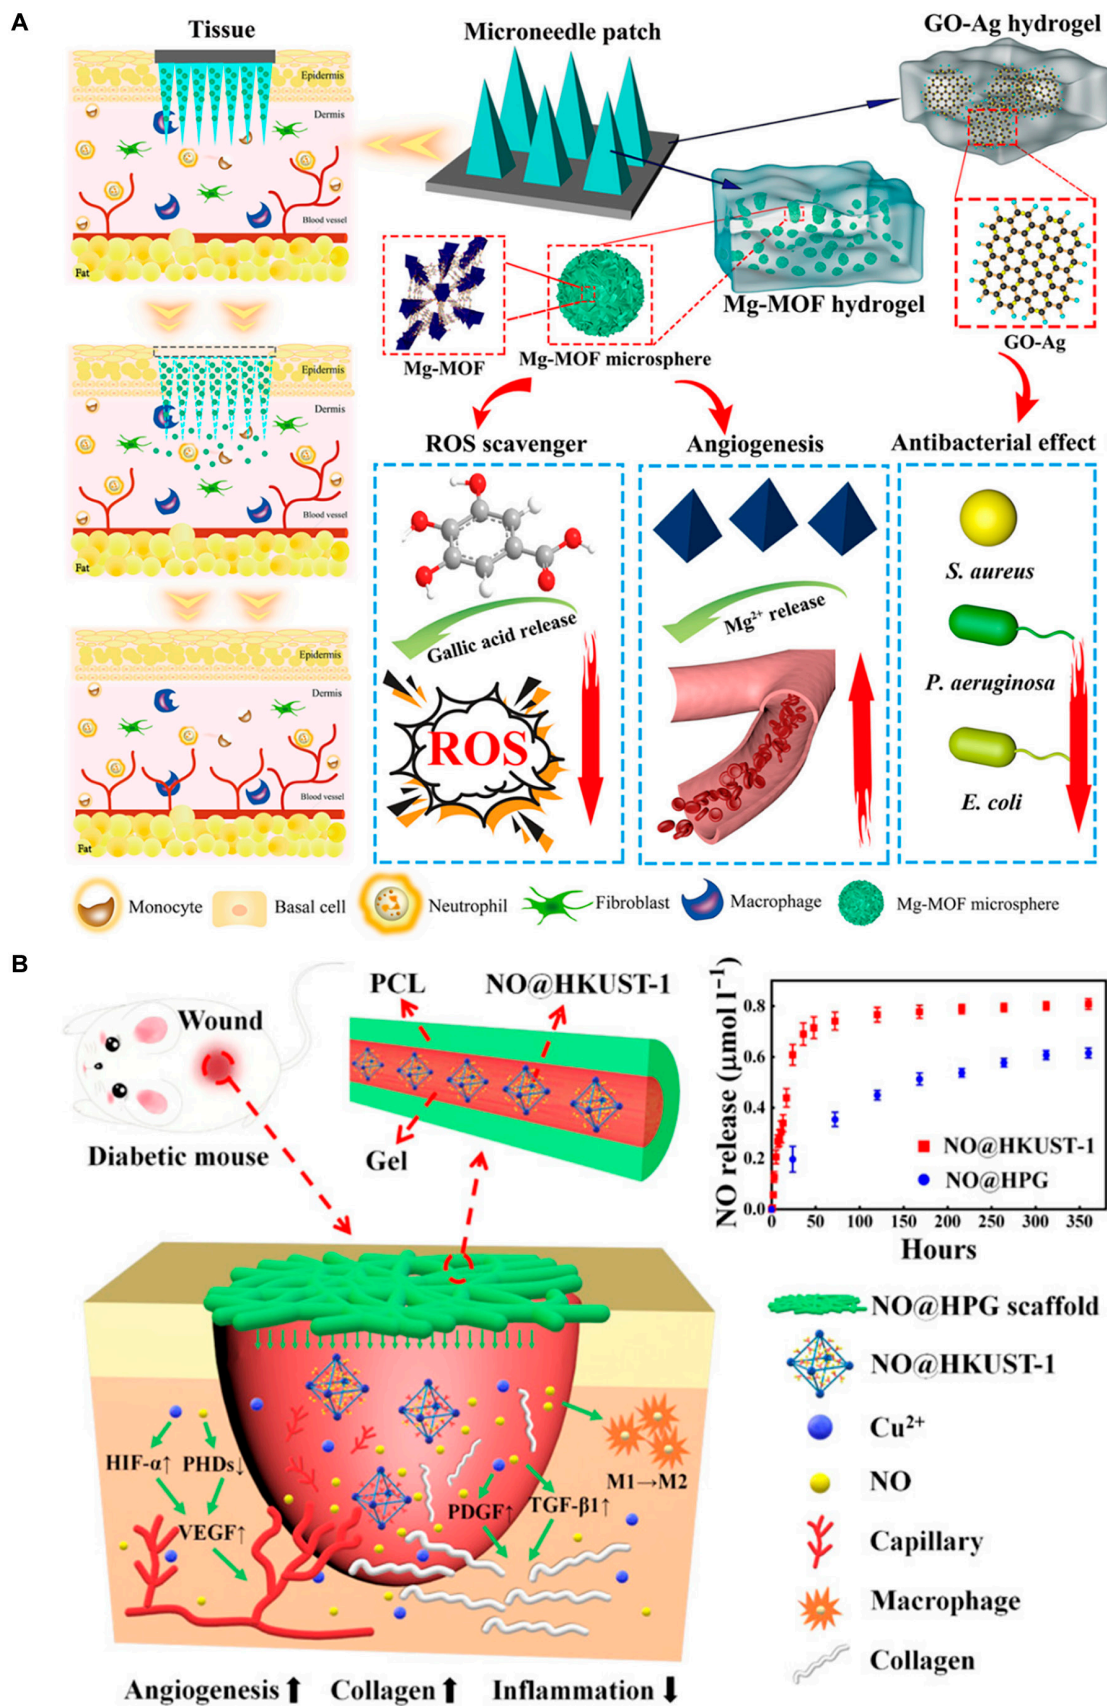 A
Tissue
Epidermis
Dermis
Blood vessel
Fat
Epidermis
Dermis
Blood vessel
Fat
Epidermis
Dermis
Blood vessel
Fat
Microneedle patch
GO-Ag hydrogel
Mg-MOF hydrogel
Mg-MOF
Mg-MOF microsphere
GO-Ag
ROS scavenger
Gallic acid release
ROS
Angiogenesis
Mg²⁺ release
Antibacterial effect
S. aureus
P. aeruginosa
E. coli
Monocyte
Basal cell
Neutrophil
Fibroblast
Macrophage
Mg-MOF microsphere
B
Wound
Diabetic mouse
PCL
NO@HKUST-1
Gel
NO release (μmol l⁻¹)
0.8
0.6
0.4
0.2
0.0
0 50 100 150 200 250 300 350
Hours
NO@HKUST-1
NO@HPG
HIF-α↑ PHDs↓
VEGF↑
PDGF↑ TGF-β1↑
M1→M2
Angiogenesis ⬆ Collagen ⬆ Inflammation ⬇
NO@HPG scaffold
NO@HKUST-1
Cu²⁺
NO
Capillary
Macrophage
Collagen